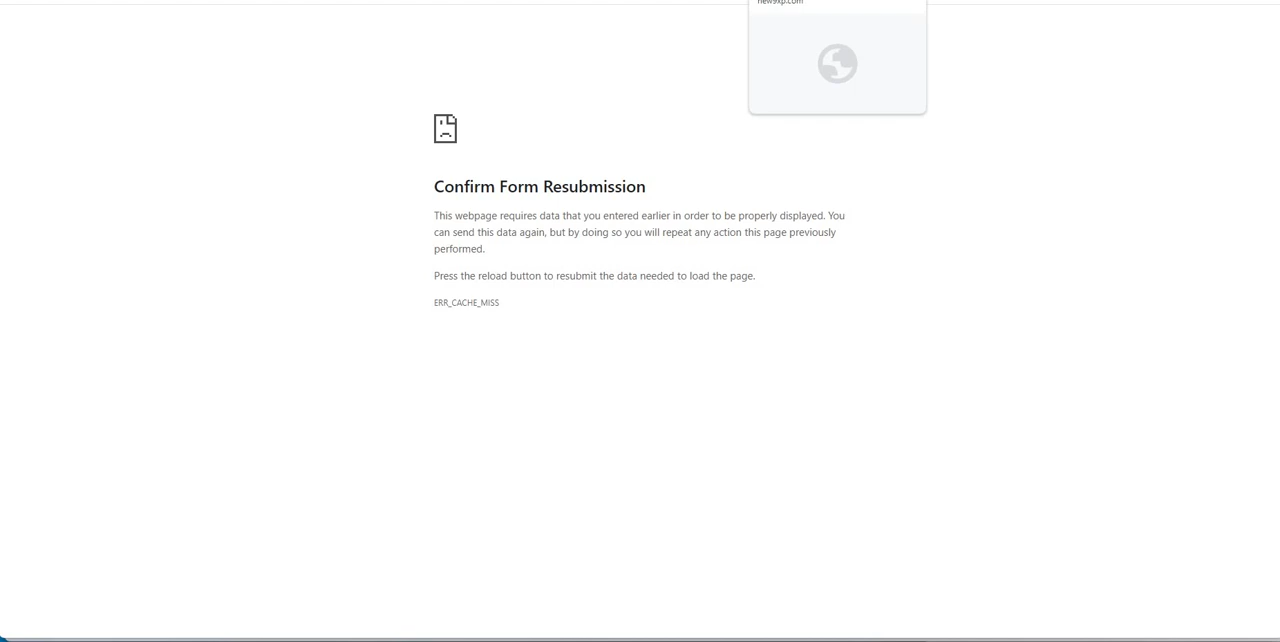 new9xp.com
Confirm Form Resubmission
This webpage requires data that you entered earlier in order to be properly displayed. You
can send this data again, but by doing so you will repeat any action this page previously
performed.
Press the reload button to resubmit the data needed to load the page.
ERR_CACHE_MISS